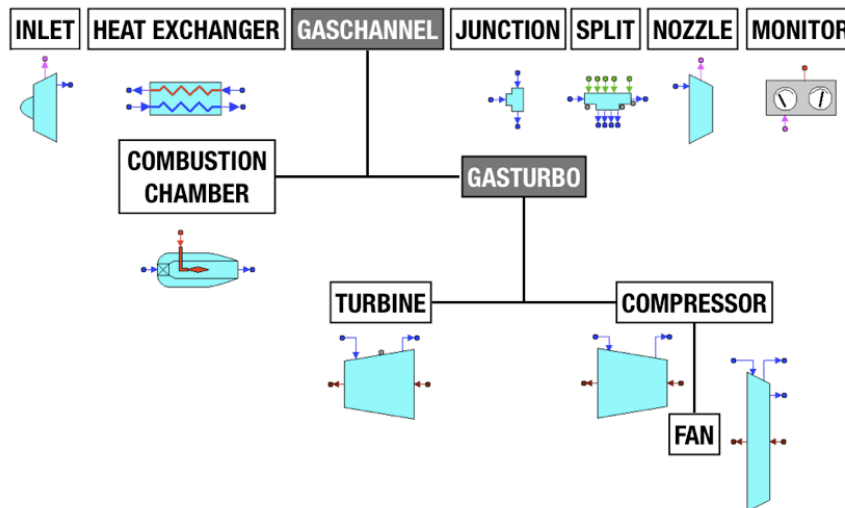 INLET
HEAT EXCHANGER
GASCHANNEL
JUNCTION
SPLIT
NOZZLE
MONITOR
COMBUSTION
CHAMBER
GASTURBO
TURBINE
COMPRESSOR
FAN